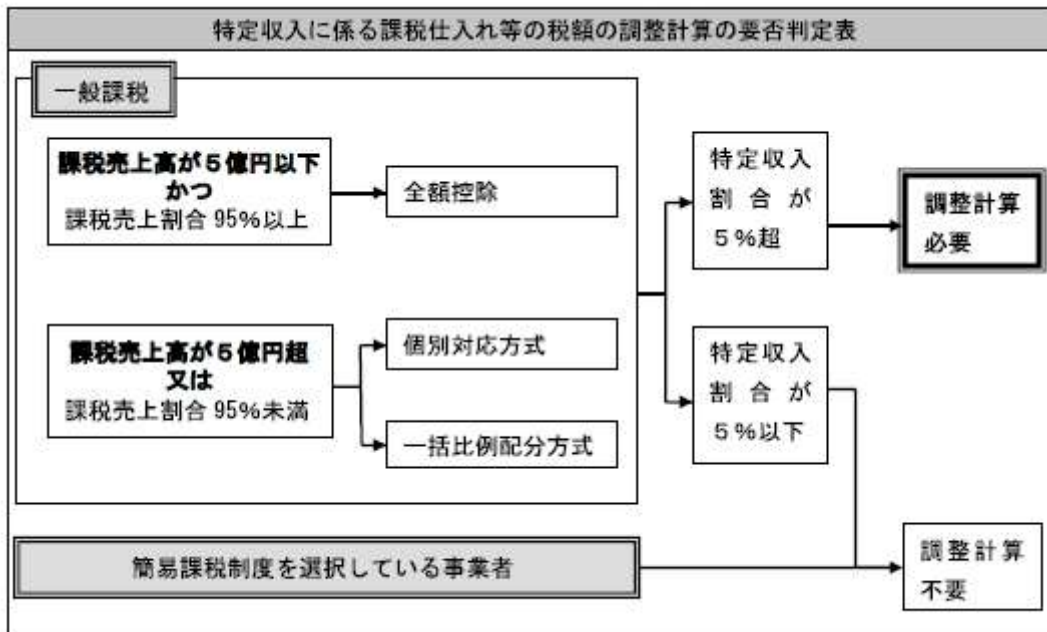 特定収入に係る課税仕入れ等の税額の調整計算の要否判定表
一般課税
課税売上高が５億円以下
かつ
課税売上割合 95％以上
全額控除
課税売上高が５億円超
又は
課税売上割合 95％未満
個別対応方式
一括比例配分方式
特定収入
割合が
５％超
調整計算
必要
特定収入
割合が
５％以下
簡易課税制度を選択している事業者
調整計算
不要